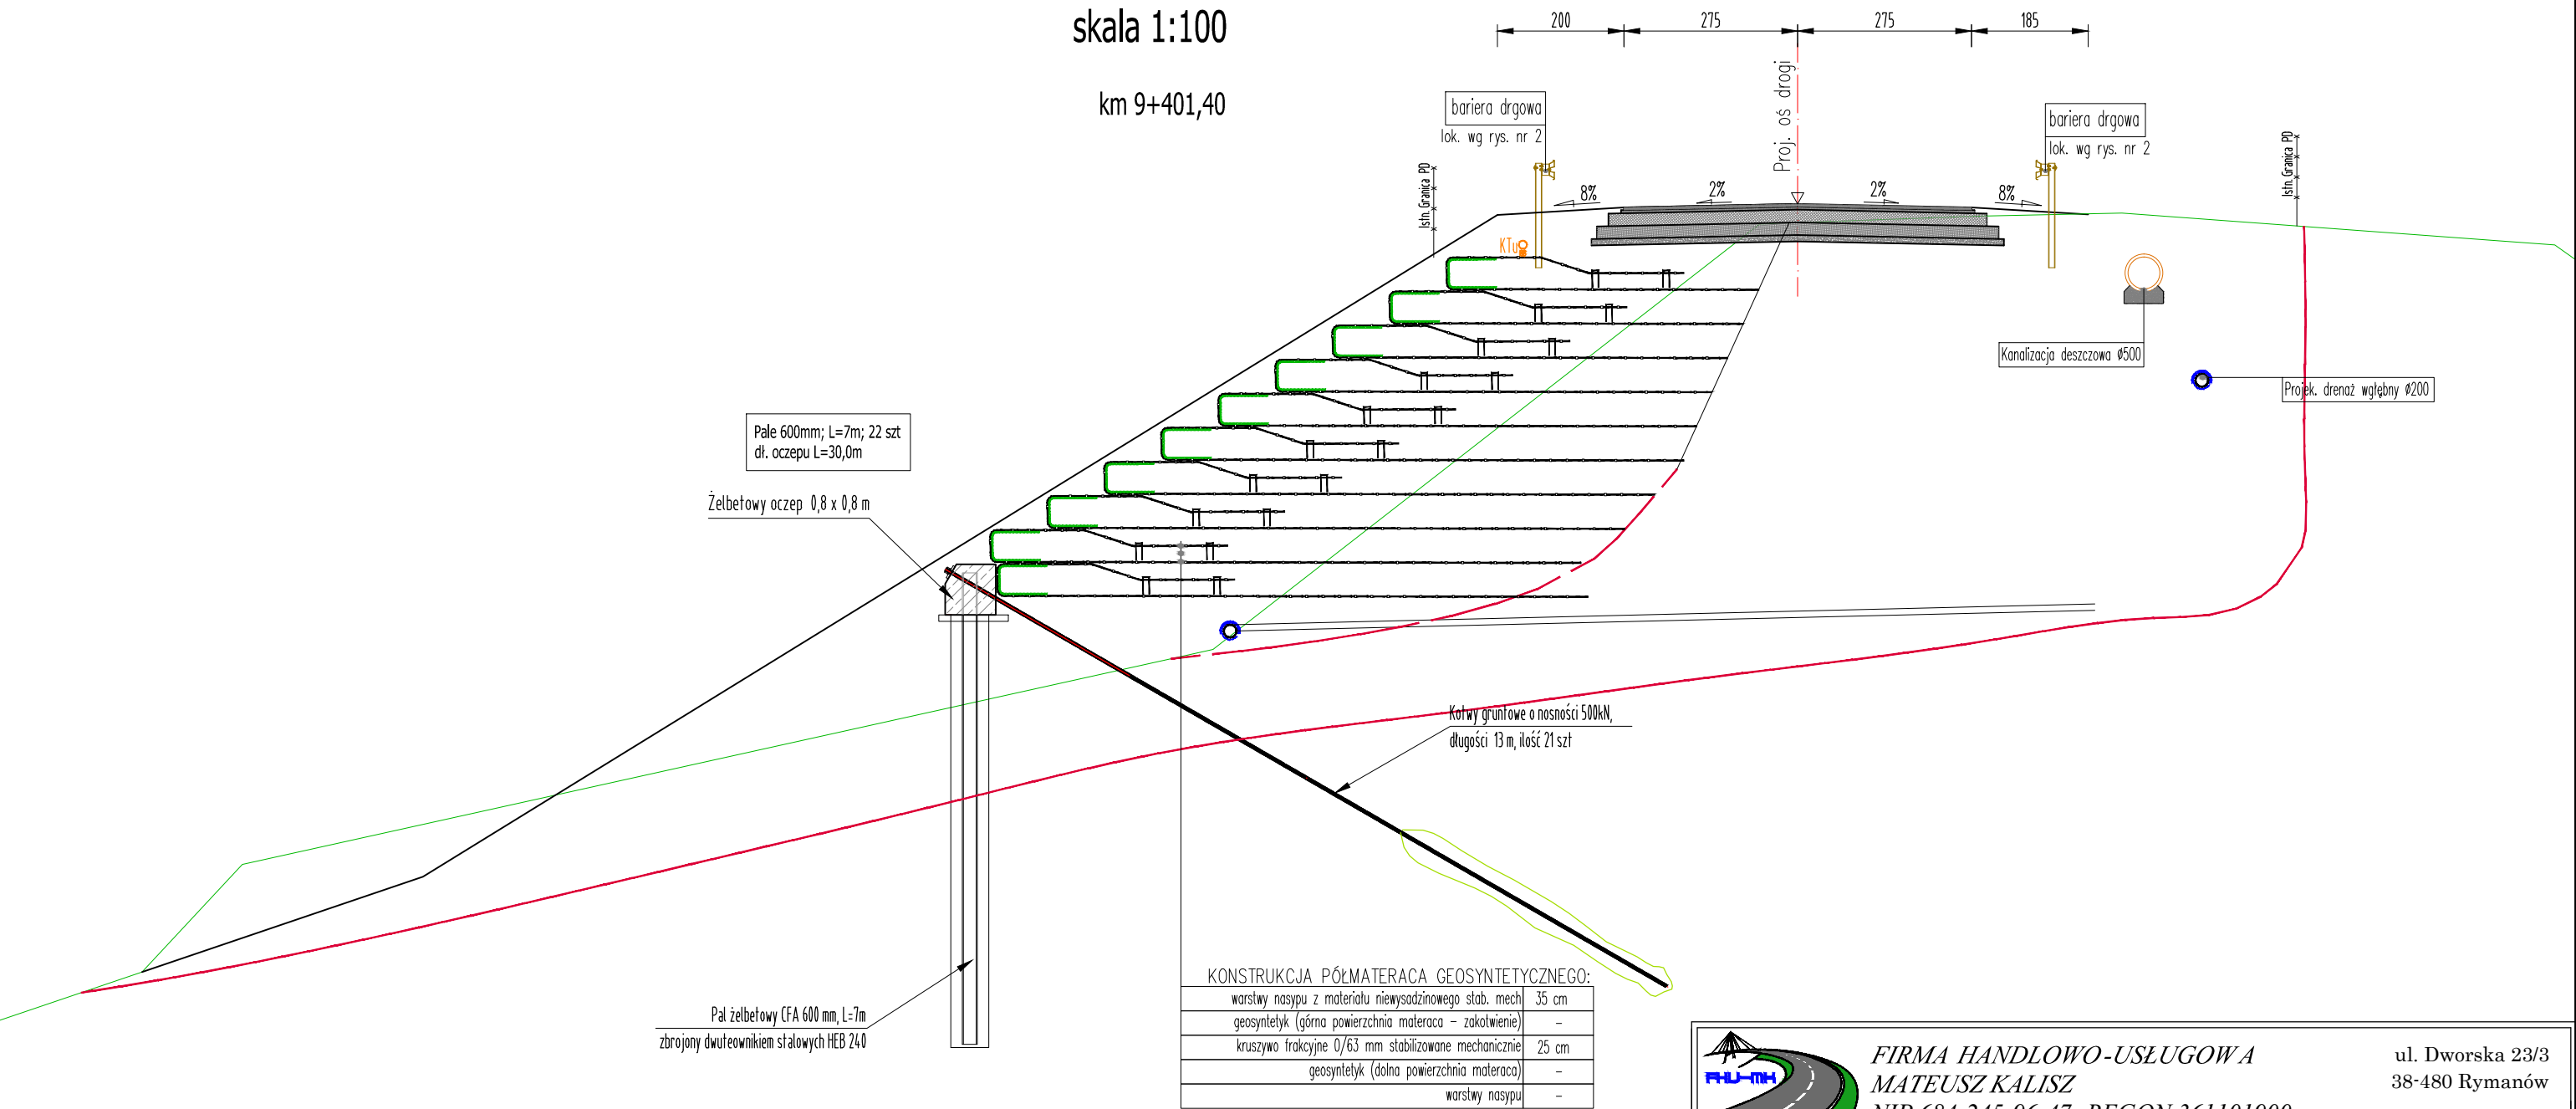 skala 1:100
km 9+401,40
200
275
275
185
Proj. oś drogi
bariera drgowa
lok. wg rys. nr 2
bariera drgowa
lok. wg rys. nr 2
Istn. Granica PD
Istn. Granica PD
8%
2%
2%
8%
KTu
Kanalizacja deszczowa Ø500
Projek. drenaż wgłębny Ø200
Pale 600mm; L=7m; 22 szt
dł. oczepu L=30,0m
Żelbetowy oczep 0,8 x 0,8 m
Kotwy gruntowe o nosności 500kN,
długości 13 m, ilość 21 szt
Pal żelbetowy CFA 600 mm, L=7m
zbrojony dwuteownikiem stalowych HEB 240
KONSTRUKCJA PÓŁMATERACA GEOSYNTETYCZNEGO:
warstwy nasypu z materiału niewysadzinowego stab. mech 35 cm
geosyntetyk (górna powierzchnia materaca - zakotwienie) -
kruszywo frakcyjne 0/63 mm stabilizowane mechanicznie 25 cm
geosyntetyk (dolna powierzchnia materaca) -
warstwy nasypu -
FHU-MK
FIRMA HANDLOWO-USŁUGOWA
MATEUSZ KALISZ
ul. Dworska 23/3
38-480 Rymanów